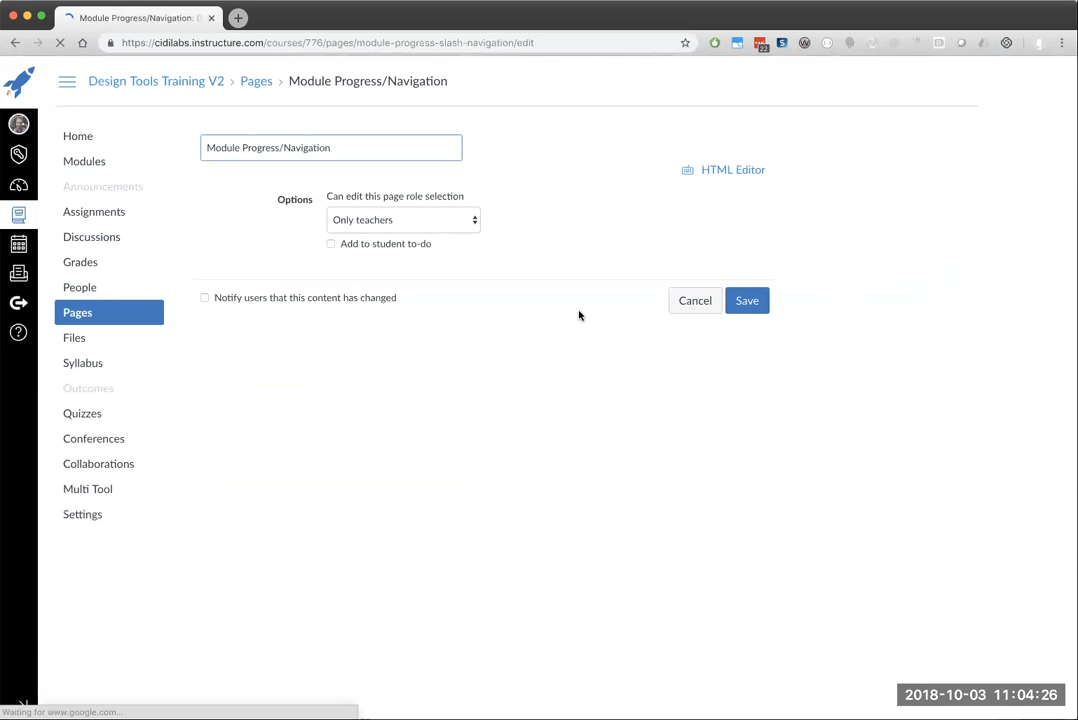 Module Progress/Navigation:
https://cidilabs.instructure.com/courses/776/pages/module-progress-slash-navigation/edit
22
Design Tools Training V2 > Pages > Module Progress/Navigation
Home
Modules
Announcements
Assignments
Discussions
Grades
People
Pages
Files
Syllabus
Outcomes
Quizzes
Conferences
Collaborations
Multi Tool
Settings
Module Progress/Navigation
HTML Editor
Options
Can edit this page role selection
Only teachers
Add to student to-do
Notify users that this content has changed
Cancel
Save
2018-10-03 11:04:26
Waiting for www.google.com...